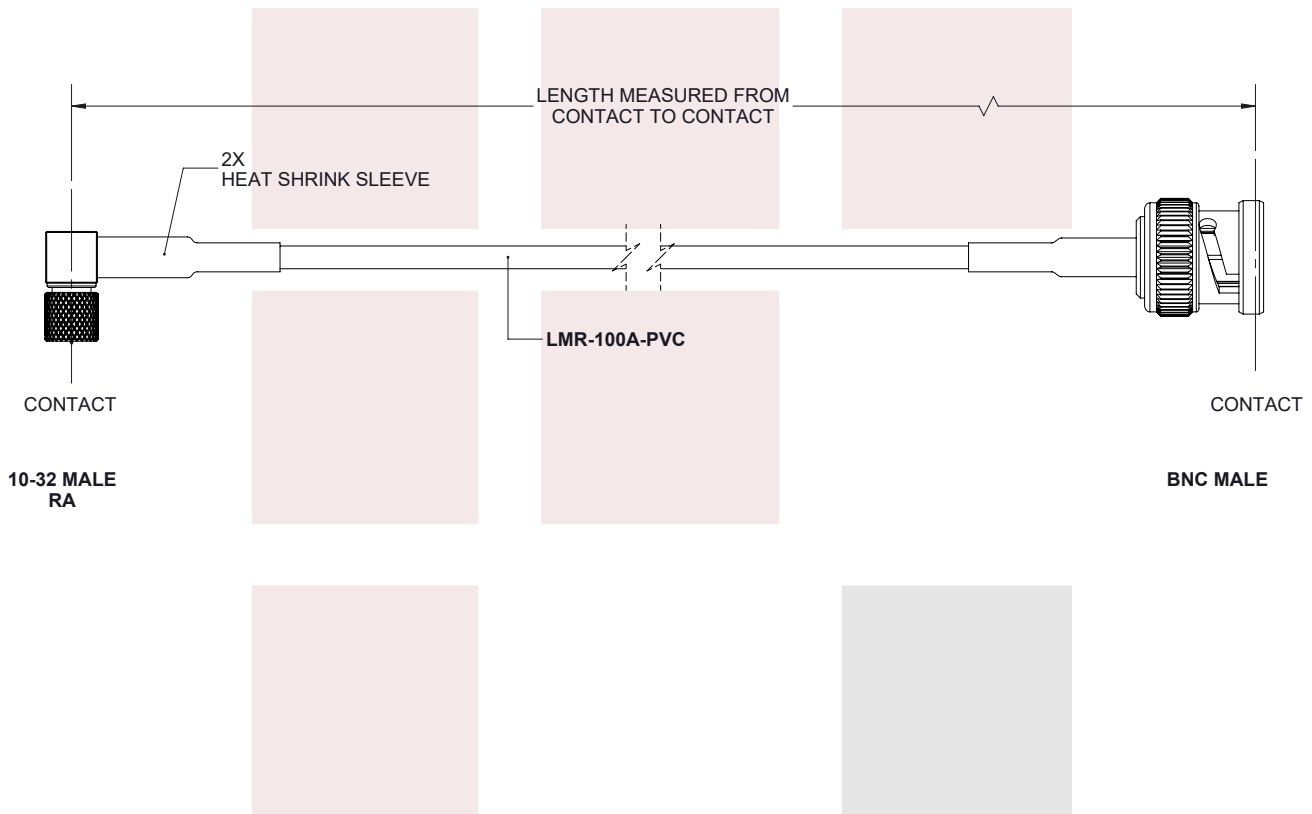 LENGTH MEASURED FROM
CONTACT TO CONTACT
2X
HEAT SHRINK SLEEVE
LMR-100A-PVC
CONTACT
CONTACT
10-32 MALE
RA
BNC MALE